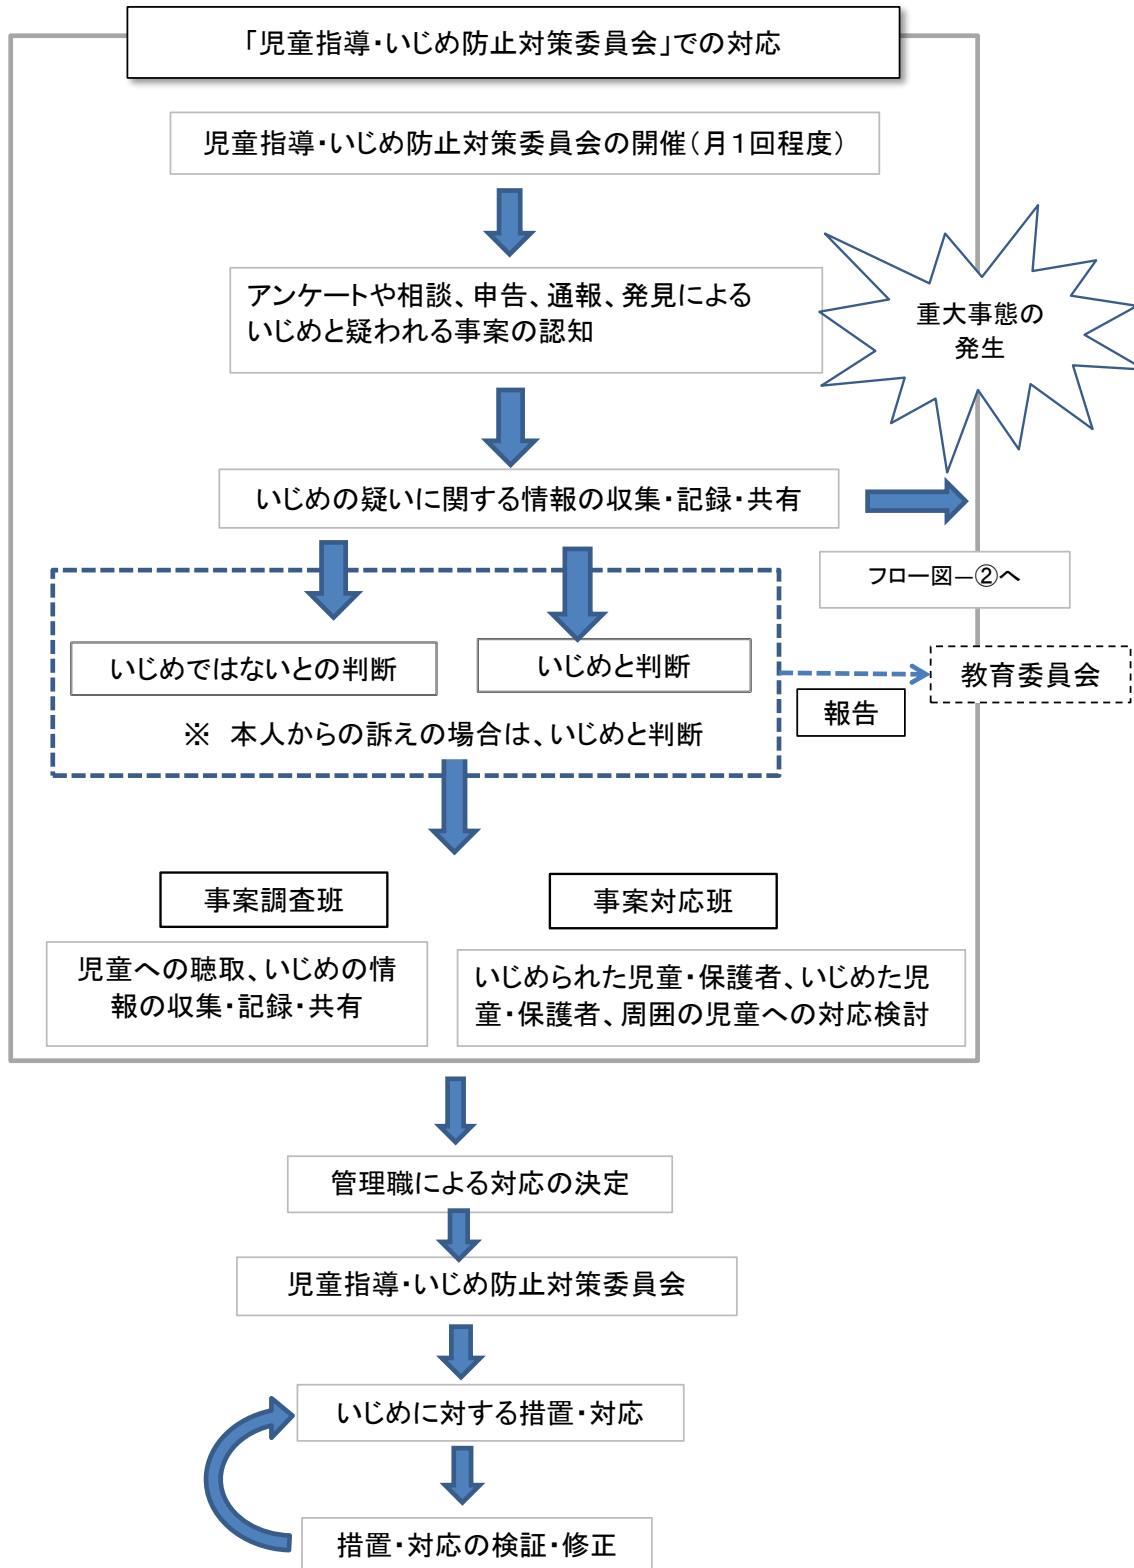 「児童指導・いじめ防止対策委員会」での対応
児童指導・いじめ防止対策委員会の開催(月1回程度)
アンケートや相談、申告、通報、発見による
いじめと疑われる事案の認知
重大事態の
発生
いじめの疑いに関する情報の収集・記録・共有
フロー図―②へ
いじめではないとの判断
いじめと判断
※ 本人からの訴えの場合は、いじめと判断
教育委員会
報告
事案調査班
児童への聴取、いじめの情
報の収集・記録・共有
事案対応班
いじめられた児童・保護者、いじめた児
童・保護者、周囲の児童への対応検討
管理職による対応の決定
児童指導・いじめ防止対策委員会
いじめに対する措置・対応
措置・対応の検証・修正